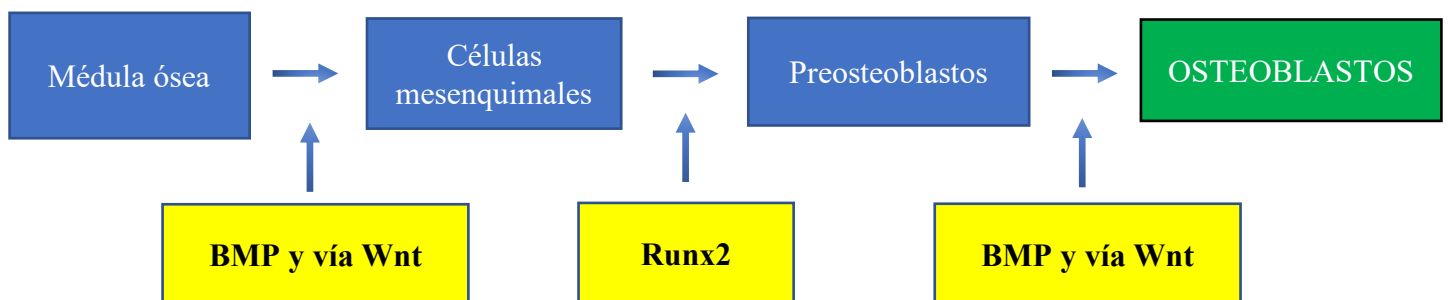 Médula ósea
Células
mesenquimales
Preosteoblastos
OSTEOBLASTOS
BMP y vía Wnt
Runx2
BMP y vía Wnt